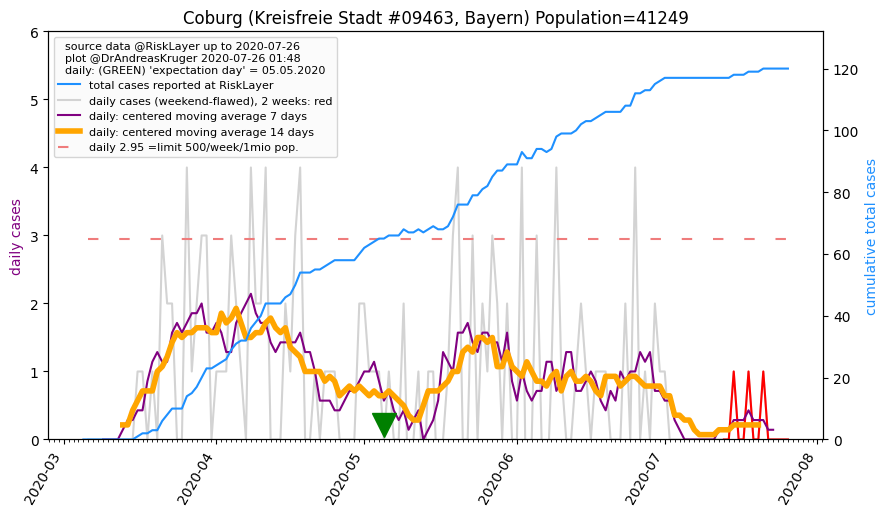 Coburg (Kreisfreie Stadt #09463, Bayern) Population=41249
source data @RiskLayer up to 2020-07-26
plot @DrAndreasKruger 2020-07-26 01:48
daily: (GREEN) 'expectation day' = 05.05.2020
total cases reported at RiskLayer
daily cases (weekend-flawed), 2 weeks: red
daily: centered moving average 7 days
daily: centered moving average 14 days
daily 2.95 =limit 500/week/1mio pop.
daily cases
6
5
4
3
2
1
0
120
100
80
60
40
20
0
cumulative total cases
2020-03
2020-04
2020-05
2020-06
2020-07
2020-08